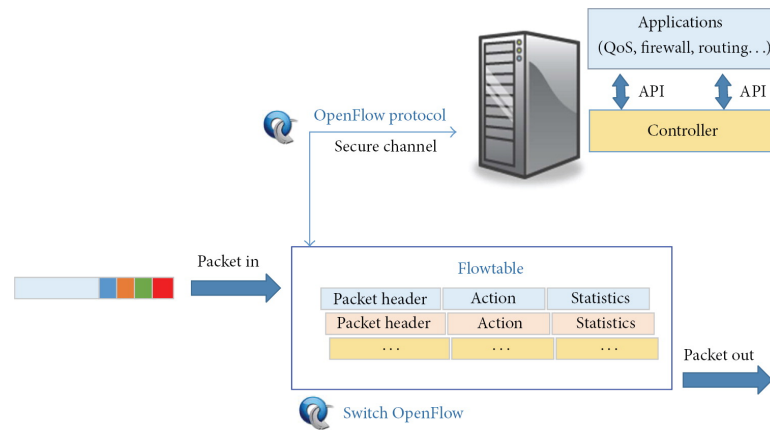 Applications
(QoS, firewall, routing…)
API
API
OpenFlow protocol
Secure channel
Controller
Packet in
Flowtable
Packet header
Action
Statistics
Packet header
Action
Statistics
…
…
…
Packet out
Switch OpenFlow